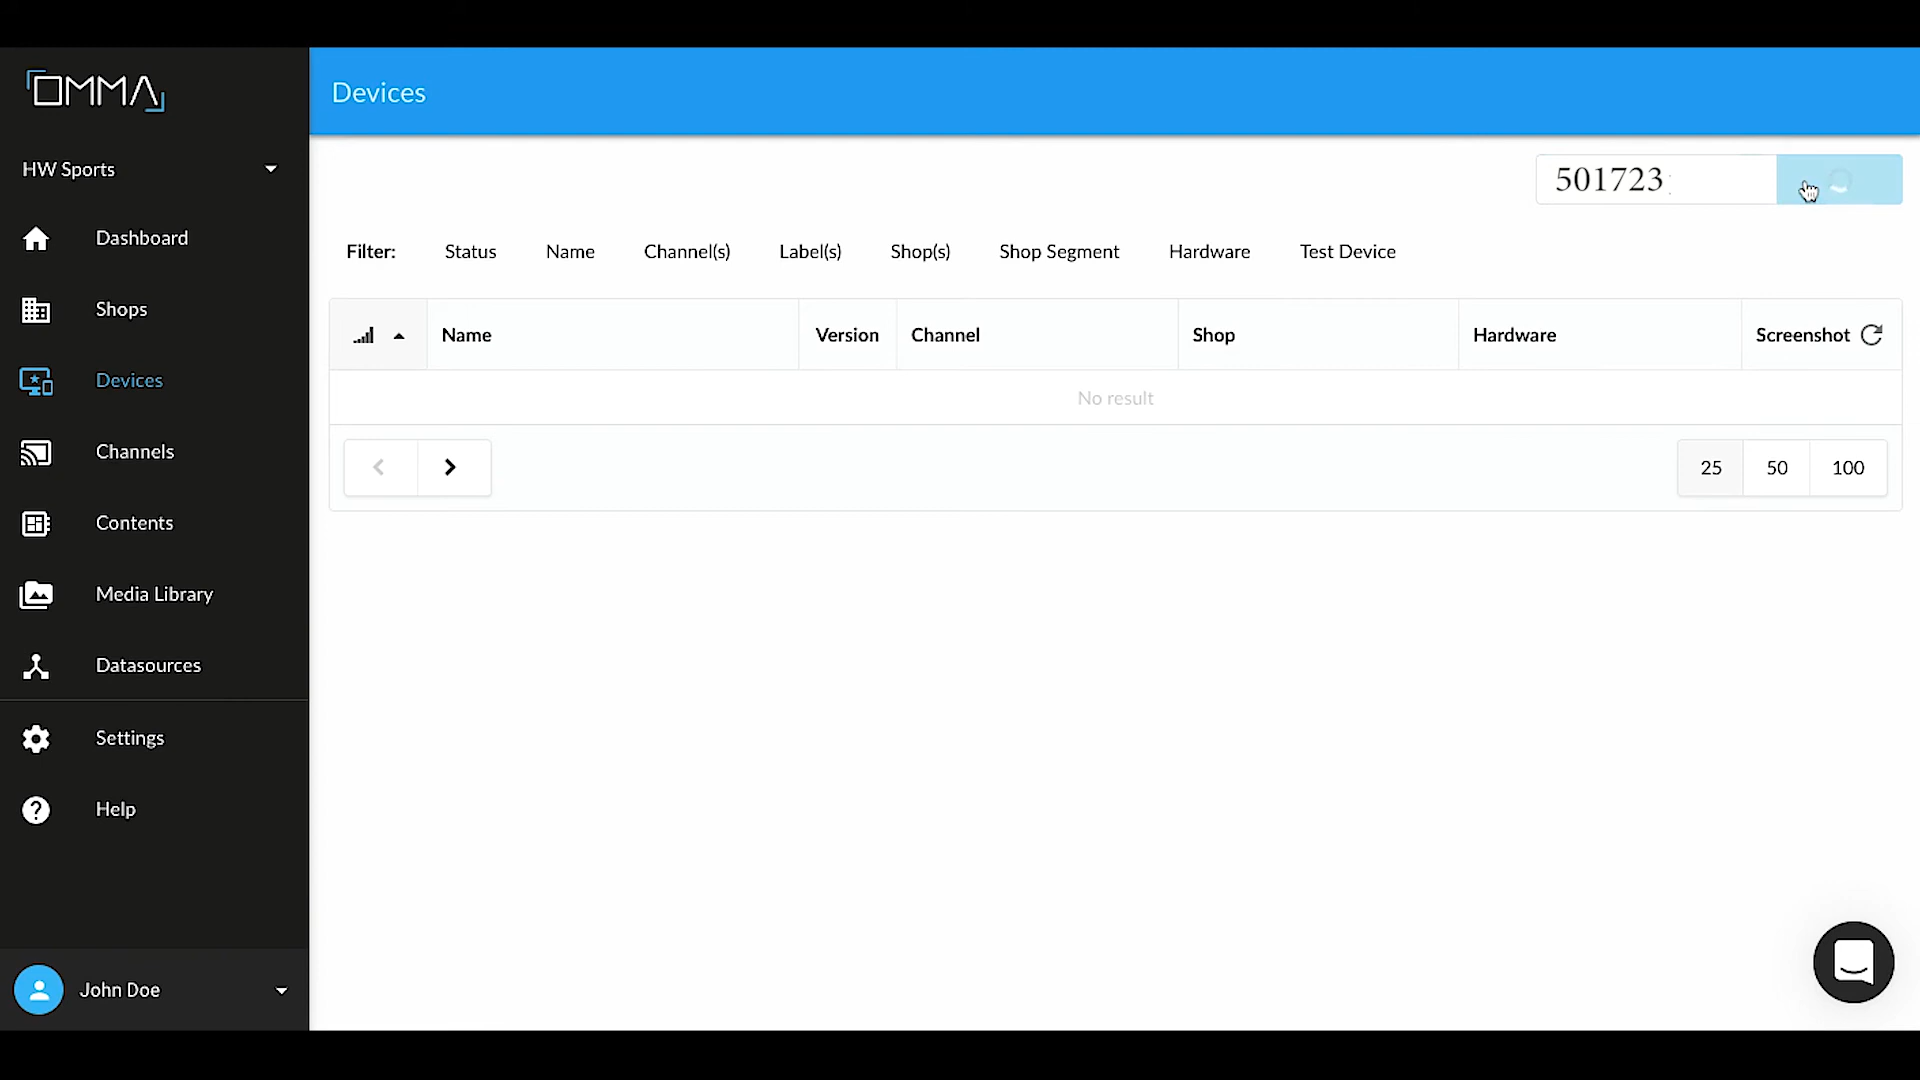 OMMA
Devices
HW Sports
501723
Dashboard
Filter: Status Name Channel(s) Label(s) Shop(s) Shop Segment Hardware Test Device
Shops
Name Version Channel Shop Hardware Screenshot
Devices
No result
Channels
25 50 100
Contents
Media Library
Datasources
Settings
Help
John Doe